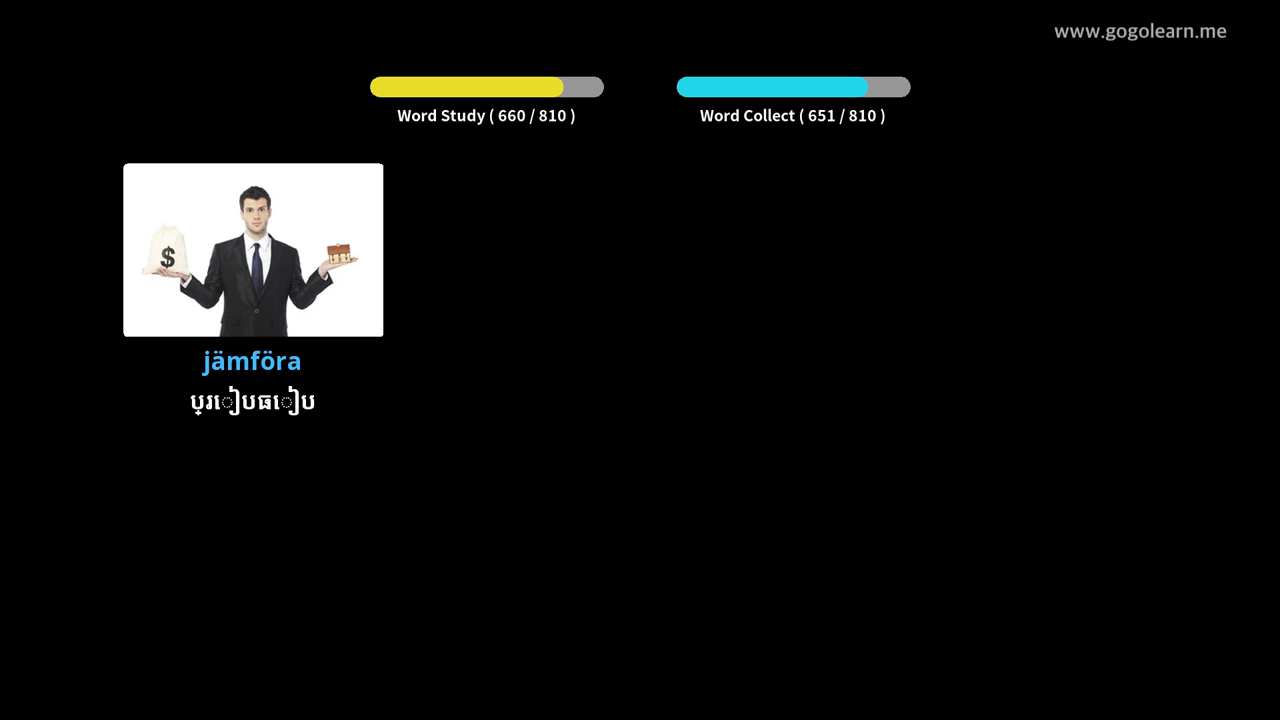 www.gogolearn.me
Word Study ( 660 / 810 )
Word Collect ( 651 / 810 )
$
jämföra
ប្រៀបធៀប